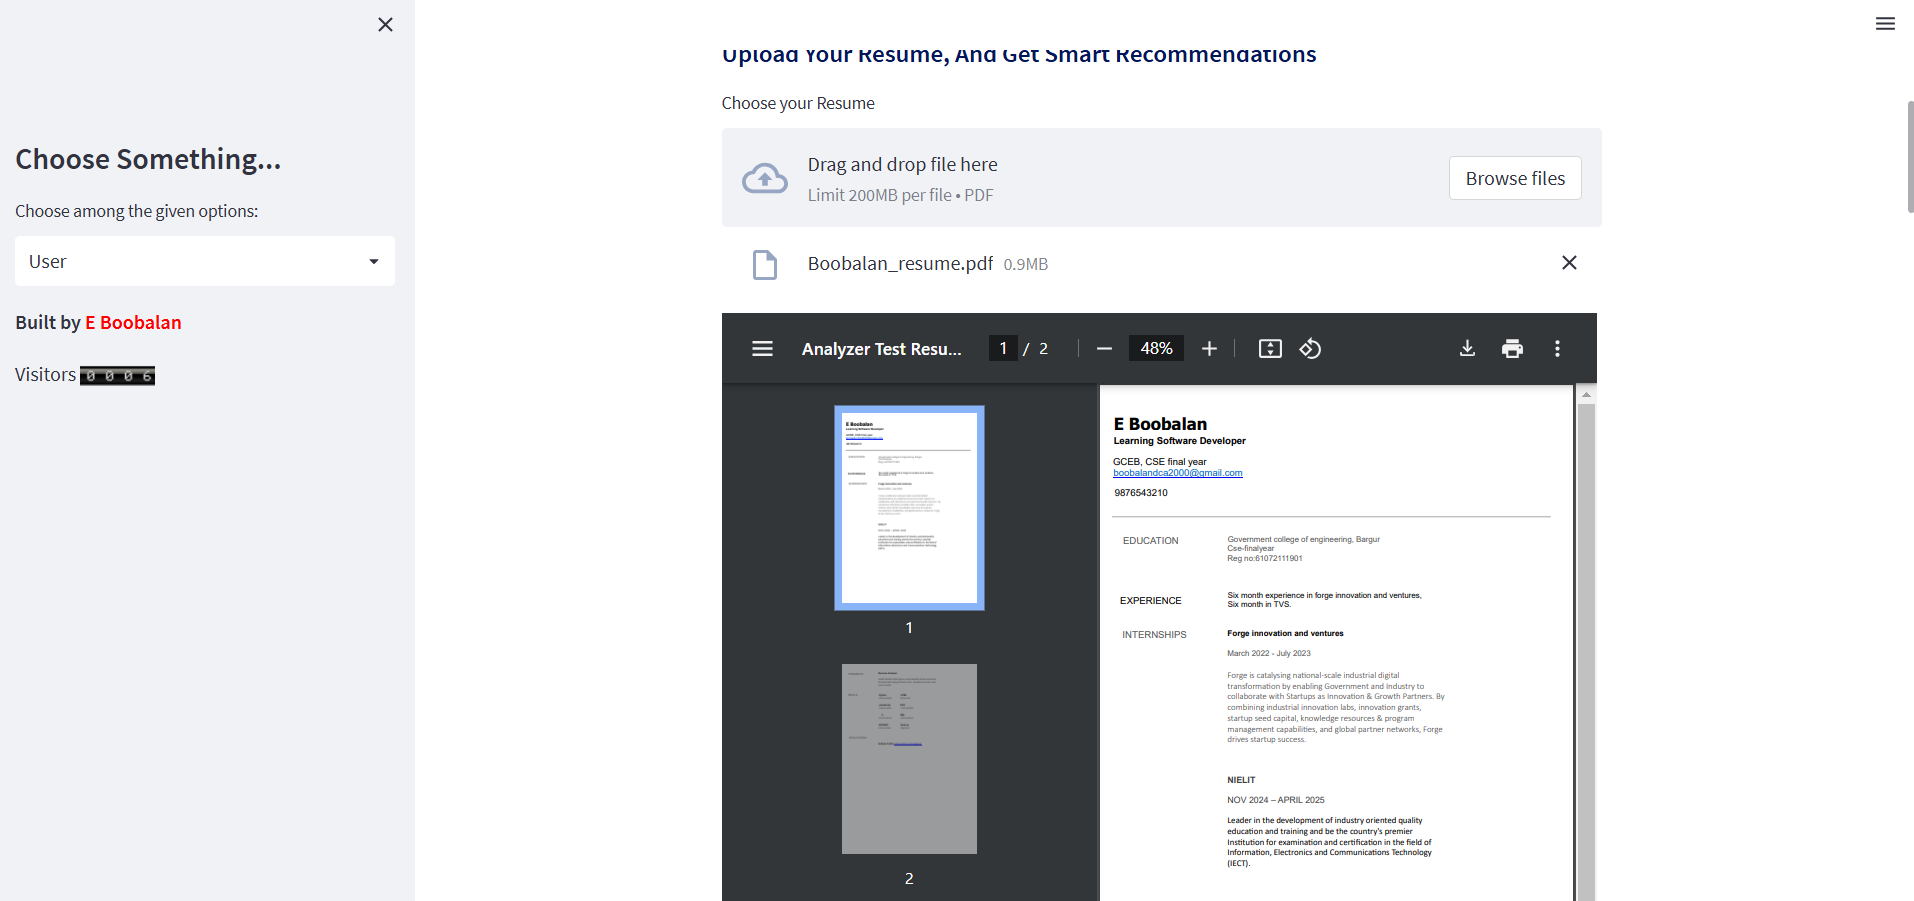 Choose Something...
Choose among the given options:
User
Built by E Boobalan
Visitors 0006
Upload Your Resume, And Get Smart Recommendations
Choose your Resume
Drag and drop file here
Limit 200MB per file • PDF
Browse files
Boobalan_resume.pdf 0.9MB
Analyzer Test Resu... 1 / 2 48%
E Boobalan
Learning Software Developer
1
2
E Boobalan
Learning Software Developer
GCEB, CSE final year
boobalandca2000@gmail.com
9876543210
EDUCATION
Government college of engineering, Bargur
Cse-finalyear
Reg no:61072111901
EXPERIENCE
Six month experience in forge innovation and ventures,
Six month in TVS.
INTERNSHIPS
Forge innovation and ventures
March 2022 - July 2023
Forge is catalysing national-scale industrial digital
transformation by enabling Government and Industry to
collaborate with Startups as Innovation & Growth Partners. By
combining industrial innovation labs, innovation grants,
startup seed capital, knowledge resources & program
management capabilities, and global partner networks, Forge
drives startup success.
NIELIT
NOV 2024 – APRIL 2025
Leader in the development of industry oriented quality
education and training and be the country's premier
Institution for examination and certification in the field of
Information, Electronics and Communications Technology
(IECT).